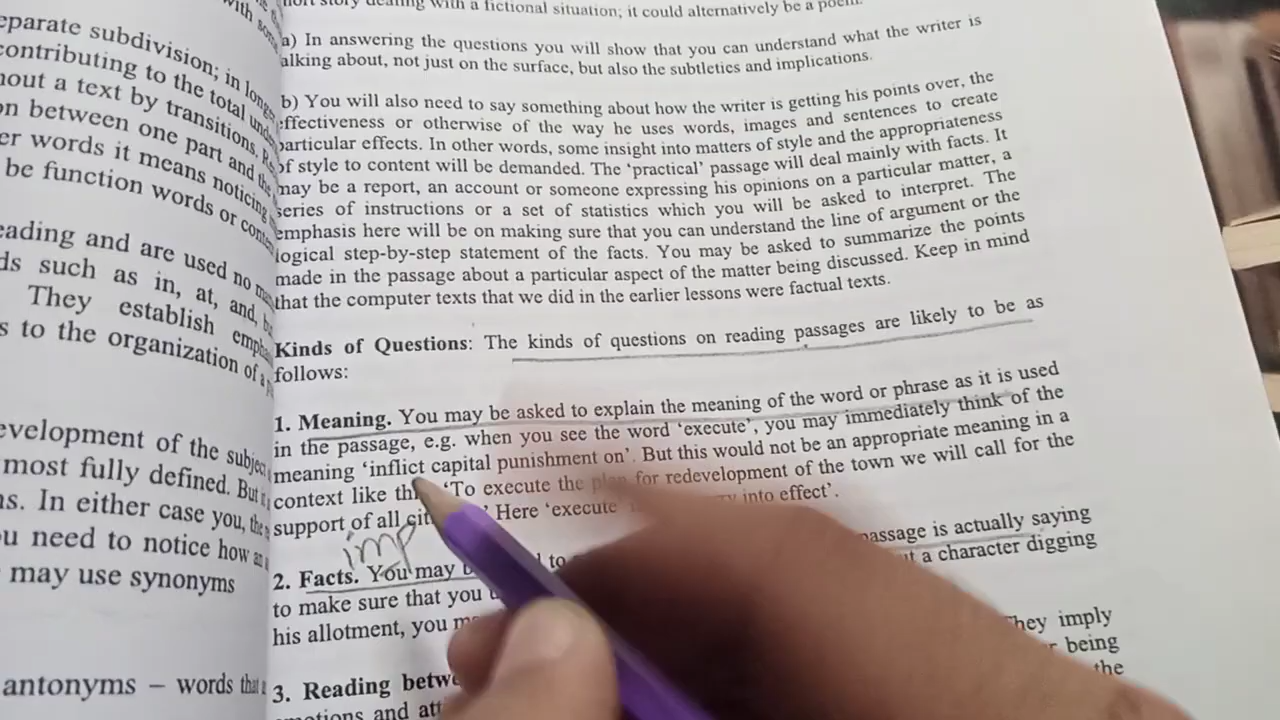 hort story dealing with a fictional situation; it could alternatively be a poem.
with som
a) In answering the questions you will show that you can understand what the writer is
alking about, not just on the surface, but also the subtleties and implications.
b) You will also need to say something about how the writer is getting his points over, the
effectiveness or otherwise of the way he uses words, images and sentences to create
particular effects. In other words, some insight into matters of style and the appropriateness
of style to content will be demanded. The ‘practical’ passage will deal mainly with facts. It
may be a report, an account or someone expressing his opinions on a particular matter, a
series of instructions or a set of statistics which you will be asked to interpret. The
emphasis here will be on making sure that you can understand the line of argument or the
logical step-by-step statement of the facts. You may be asked to summarize the points
made in the passage about a particular aspect of the matter being discussed. Keep in mind
that the computer texts that we did in the earlier lessons were factual texts.
Kinds of Questions: The kinds of questions on reading passages are likely to be as
follows:
1. Meaning. You may be asked to explain the meaning of the word or phrase as it is used
in the passage, e.g. when you see the word ‘execute’, you may immediately think of the
meaning ‘inflict capital punishment on’. But this would not be an appropriate meaning in a
context like th ‘To execute the plan for redevelopment of the town we will call for the
support of all cit ’ Here ‘execute’ into effect’.
imp
2. Facts. You may b d to passage is actually saying
to make sure that you t a character digging
his allotment, you m
hey imply
3. Reading betw being
emotions and att the
eparate subdivision; in longe
contributing to the total und
hout a text by transitions. R
on between one part and the
er words it means noticing
be function words or conte
eading and are used no ma
ds such as in, at, and, b
They establish emph
s to the organization of a p
evelopment of the subject
most fully defined. But i
ns. In either case you, the
u need to notice how an
may use synonyms
antonyms – words that a